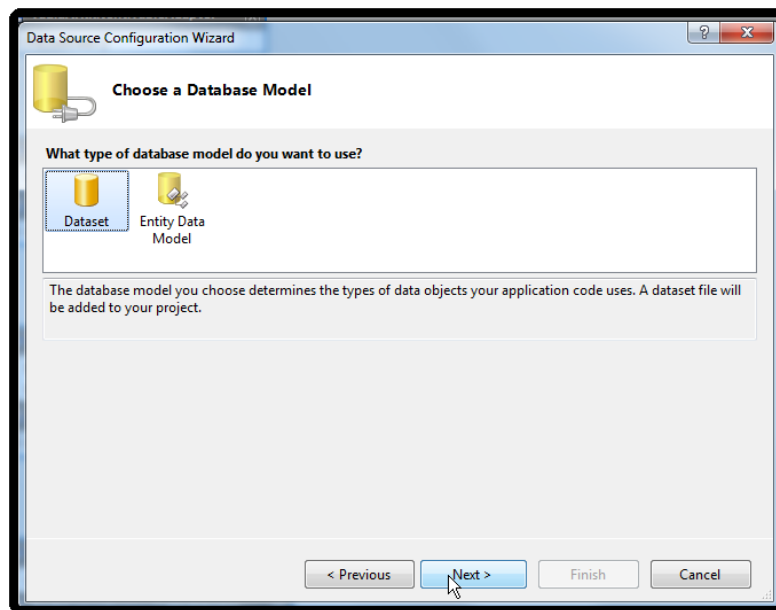 Data Source Configuration Wizard
?
Choose a Database Model
What type of database model do you want to use?
Dataset
Entity Data
Model
The database model you choose determines the types of data objects your application code uses. A dataset file will
be added to your project.
< Previous
Next >
Finish
Cancel